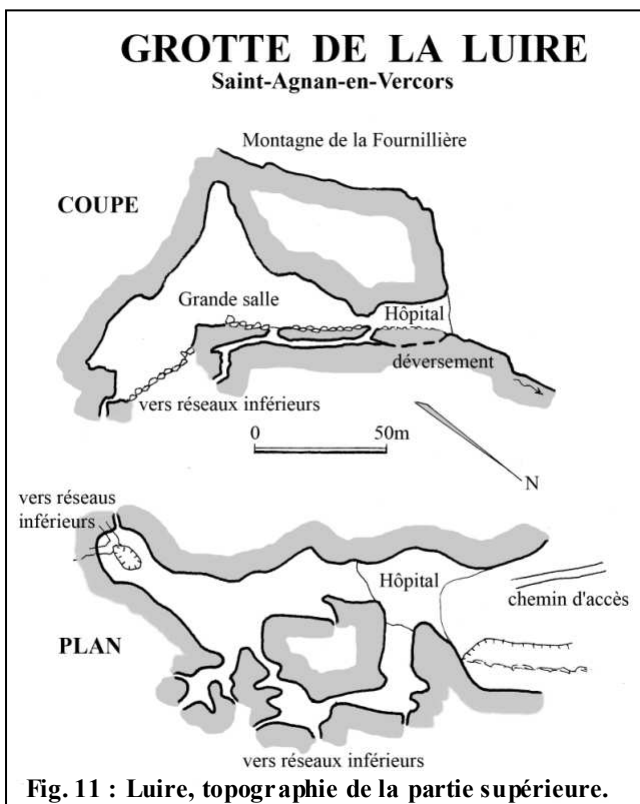 GROTTE DE LA LUIRE
Saint-Agnan-en-Vercors
Montagne de la Fournillière
COUPE
Grande salle
Hôpital
déversement
vers réseaux inférieurs
0 50m
N
vers réseaus
inférieurs
Hôpital
chemin d'accès
PLAN
vers réseaux inférieurs
Fig. 11 : Luire, topographie de la partie supérieure.